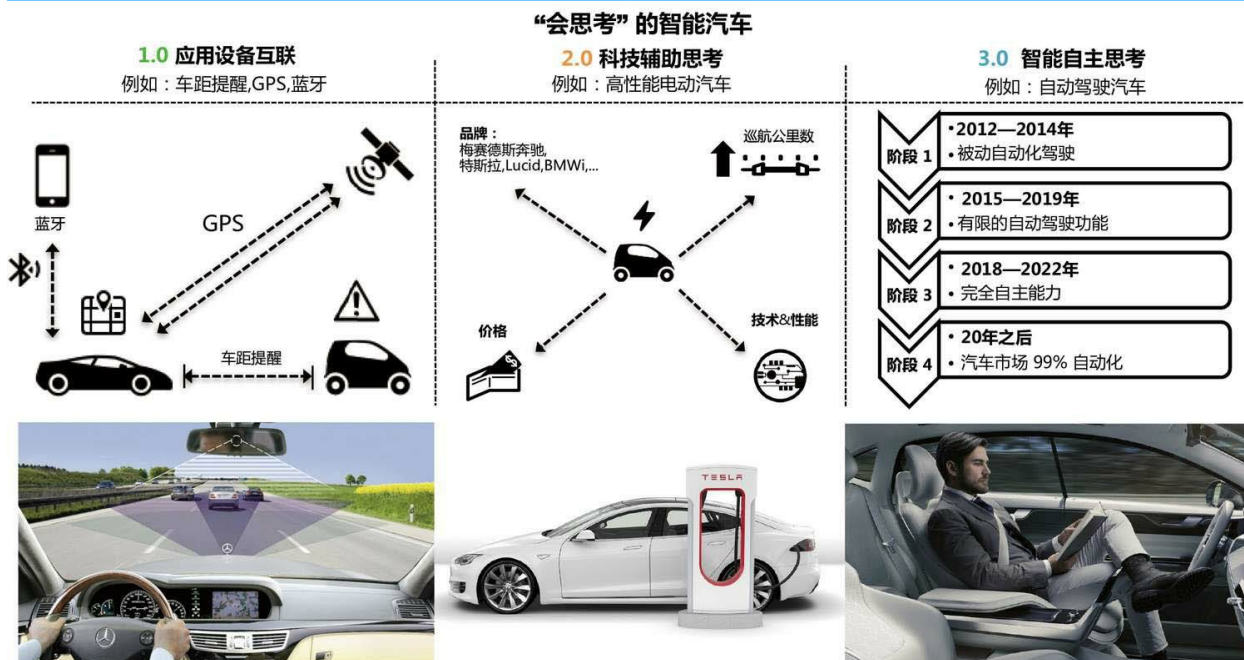 “会思考” 的智能汽车
1.0 应用设备互联
例如：车距提醒,GPS,蓝牙
蓝牙
GPS
车距提醒
2.0 科技辅助思考
例如：高性能电动汽车
品牌：
梅赛德斯奔驰,
特斯拉,Lucid,BMWi,...
巡航公里数
价格
技术&性能
TESLA
3.0 智能自主思考
例如：自动驾驶汽车
阶段 1
•2012—2014年
• 被动自动化驾驶
阶段 2
• 2015—2019年
• 有限的自动驾驶功能
阶段 3
• 2018—2022年
• 完全自主能力
阶段 4
• 20年之后
• 汽车市场 99% 自动化